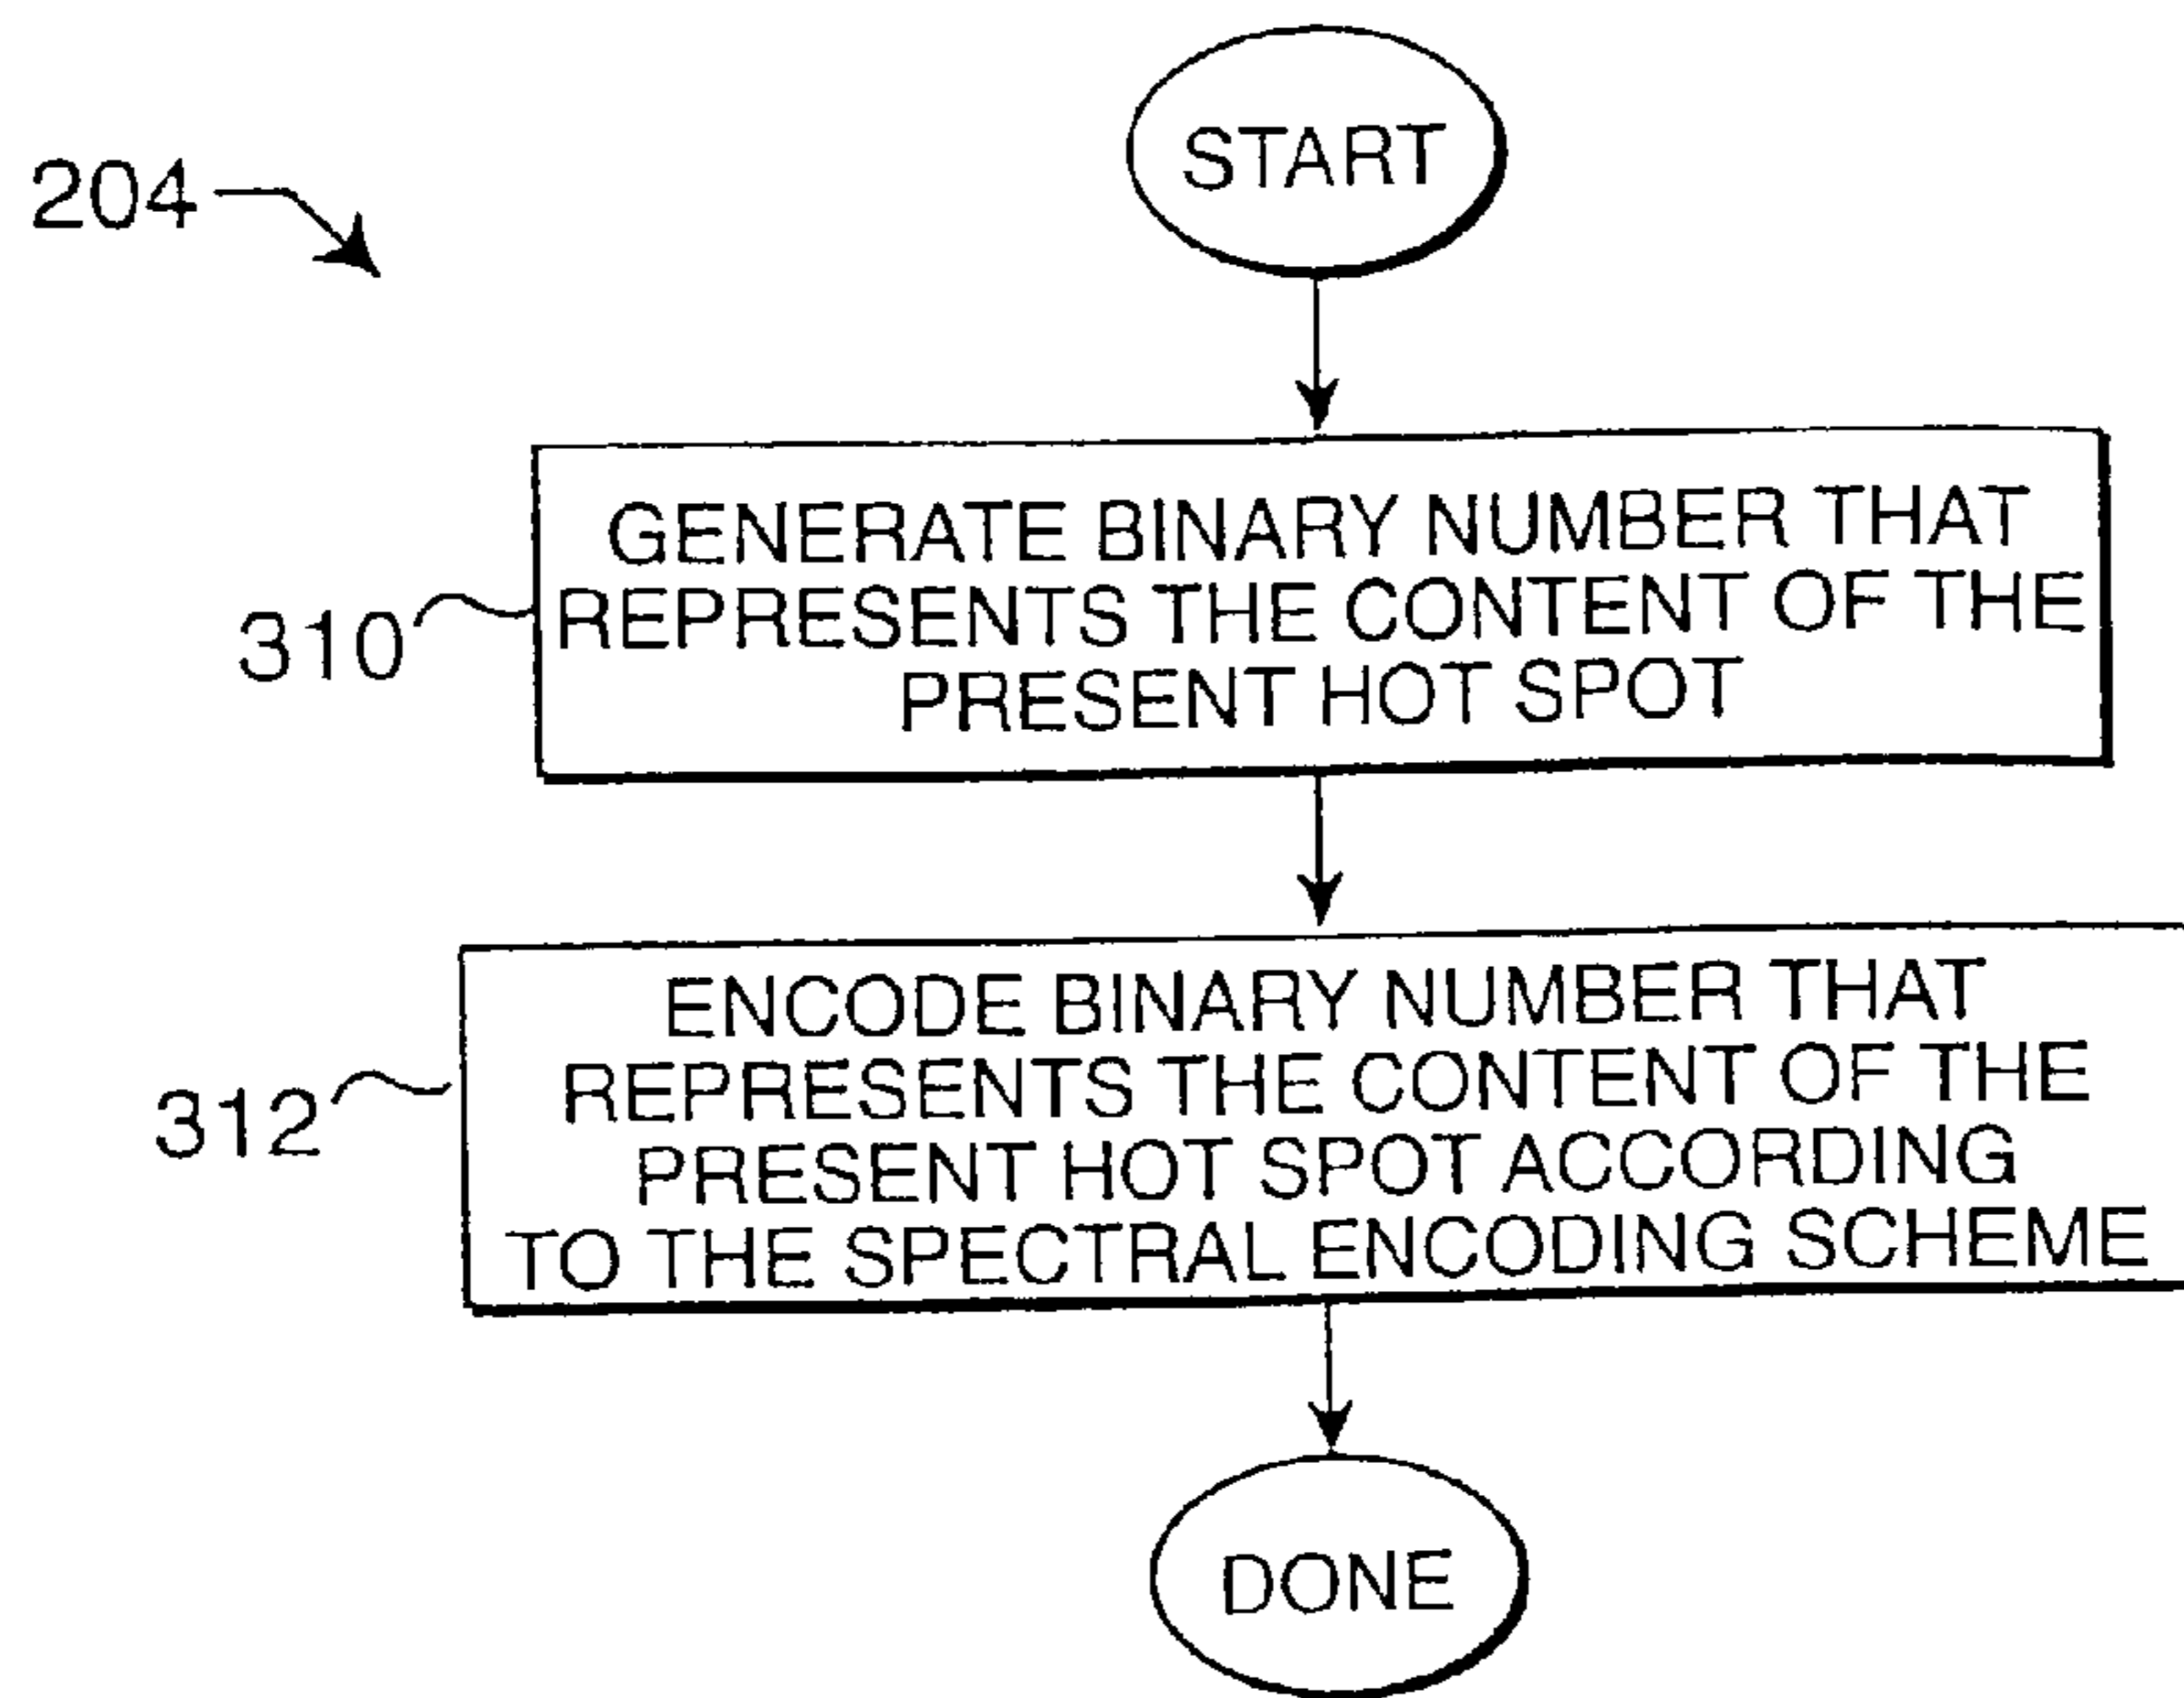 START
204
GENERATE BINARY NUMBER THAT
REPRESENTS THE CONTENT OF THE
PRESENT HOT SPOT
310
ENCODE BINARY NUMBER THAT
REPRESENTS THE CONTENT OF THE
PRESENT HOT SPOT ACCORDING
TO THE SPECTRAL ENCODING SCHEME
312
DONE